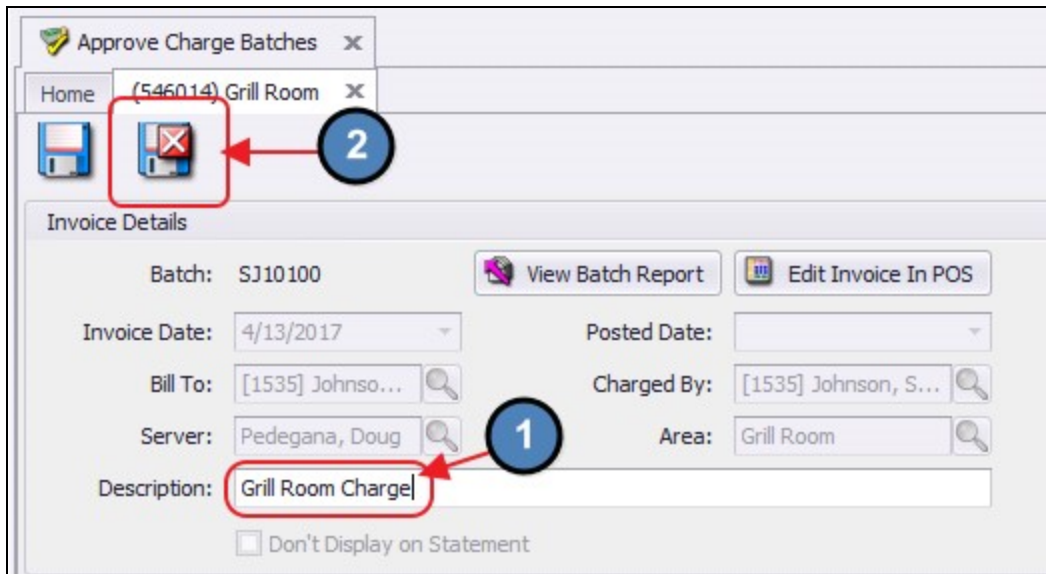 Approve Charge Batches
Home (546014) Grill Room
2
Invoice Details
Batch: SJ10100 View Batch Report Edit Invoice In POS
Invoice Date: 4/13/2017 Posted Date:
Bill To: [1535] Johnso... Charged By: [1535] Johnson, S...
Server: Pedegana, Doug 1 Area: Grill Room
Description: Grill Room Charge
Don't Display on Statement